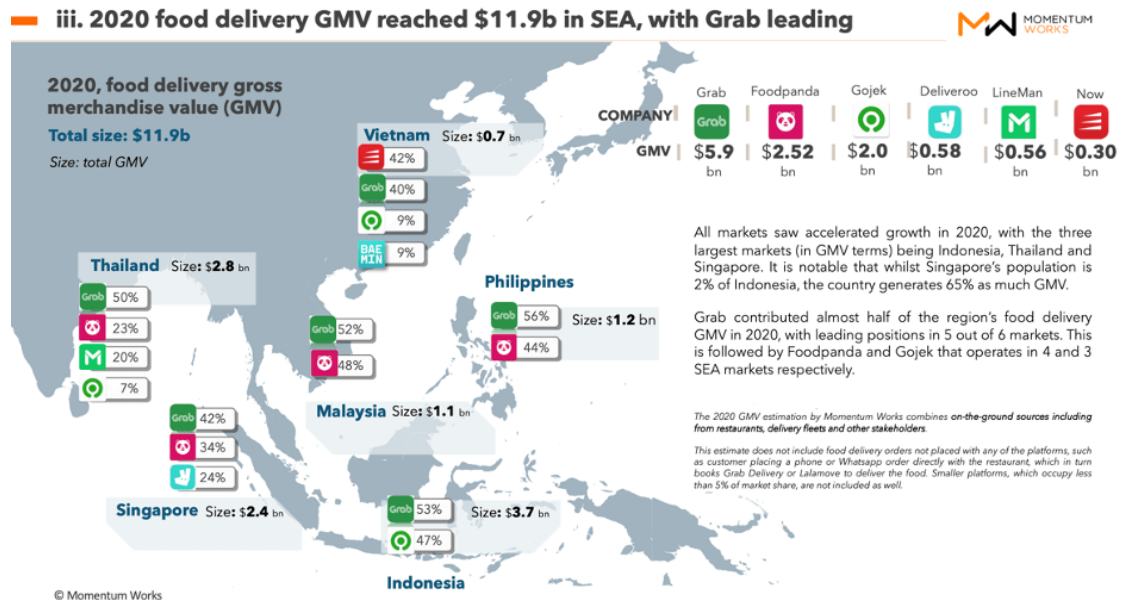 iii. 2020 food delivery GMV reached $11.9b in SEA, with Grab leading
MOMENTUM
WORKS
2020, food delivery gross
merchandise value (GMV)
Total size: $11.9b
Size: total GMV
COMPANY
Grab
Foodpanda
Gojek
Deliveroo
LineMan
Now
Grab
GMV
$5.9
bn
$2.52
bn
$2.0
bn
$0.58
bn
$0.56
bn
$0.30
bn
Vietnam Size: $0.7 bn
42%
Grab 40%
9%
BAE
MIN
9%
Thailand Size: $2.8 bn
Grab 50%
23%
20%
7%
Philippines
Grab 56%
44%
Size: $1.2 bn
Grab 52%
48%
Malaysia Size: $1.1 bn
Grab 42%
34%
24%
Singapore Size: $2.4 bn
Grab 53%
47%
Size: $3.7 bn
Indonesia
All markets saw accelerated growth in 2020, with the three
largest markets (in GMV terms) being Indonesia, Thailand and
Singapore. It is notable that whilst Singapore's population is
2% of Indonesia, the country generates 65% as much GMV.
Grab contributed almost half of the region's food delivery
GMV in 2020, with leading positions in 5 out of 6 markets. This
is followed by Foodpanda and Gojek that operates in 4 and 3
SEA markets respectively.
The 2020 GMV estimation by Momentum Works combines on-the-ground sources including
from restaurants, delivery fleets and other stakeholders.
This estimate does not include food delivery orders not placed with any of the platforms, such
as customer placing a phone or Whatsapp order directly with the restaurant, which in turn
books Grab Delivery or Lalamove to deliver the food. Smaller platforms, which occupy less
than 5% of market share, are not included as well.
© Momentum Works